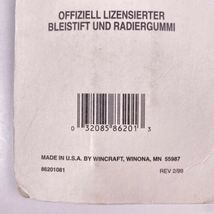 OFFIZIELL LIZENSIERTER
BLEISTIFT UND RADIERGUMMI
0 32085 86201 3
MADE IN U.S.A. BY WINCRAFT, WINONA, MN 55987
86201081 REV 2/98